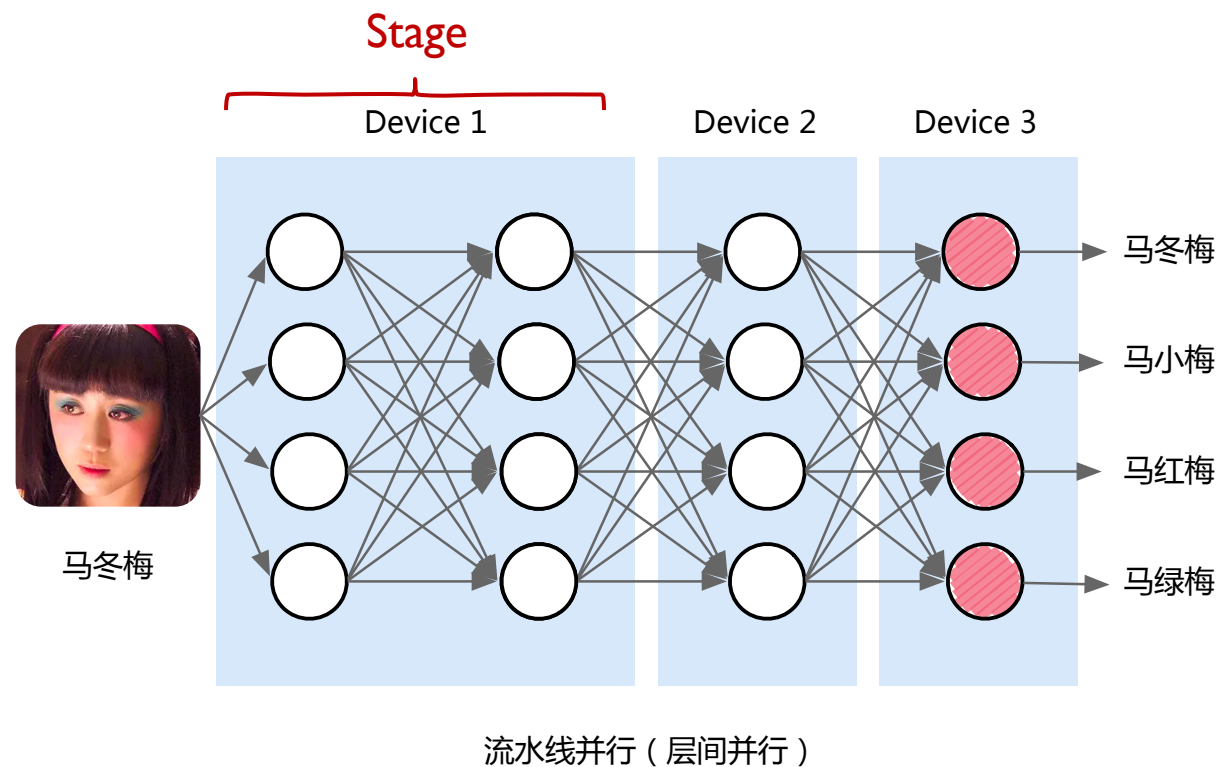 Stage
Device 1
Device 2
Device 3
马冬梅
马小梅
马红梅
马绿梅
马冬梅
流水线并行（层间并行）